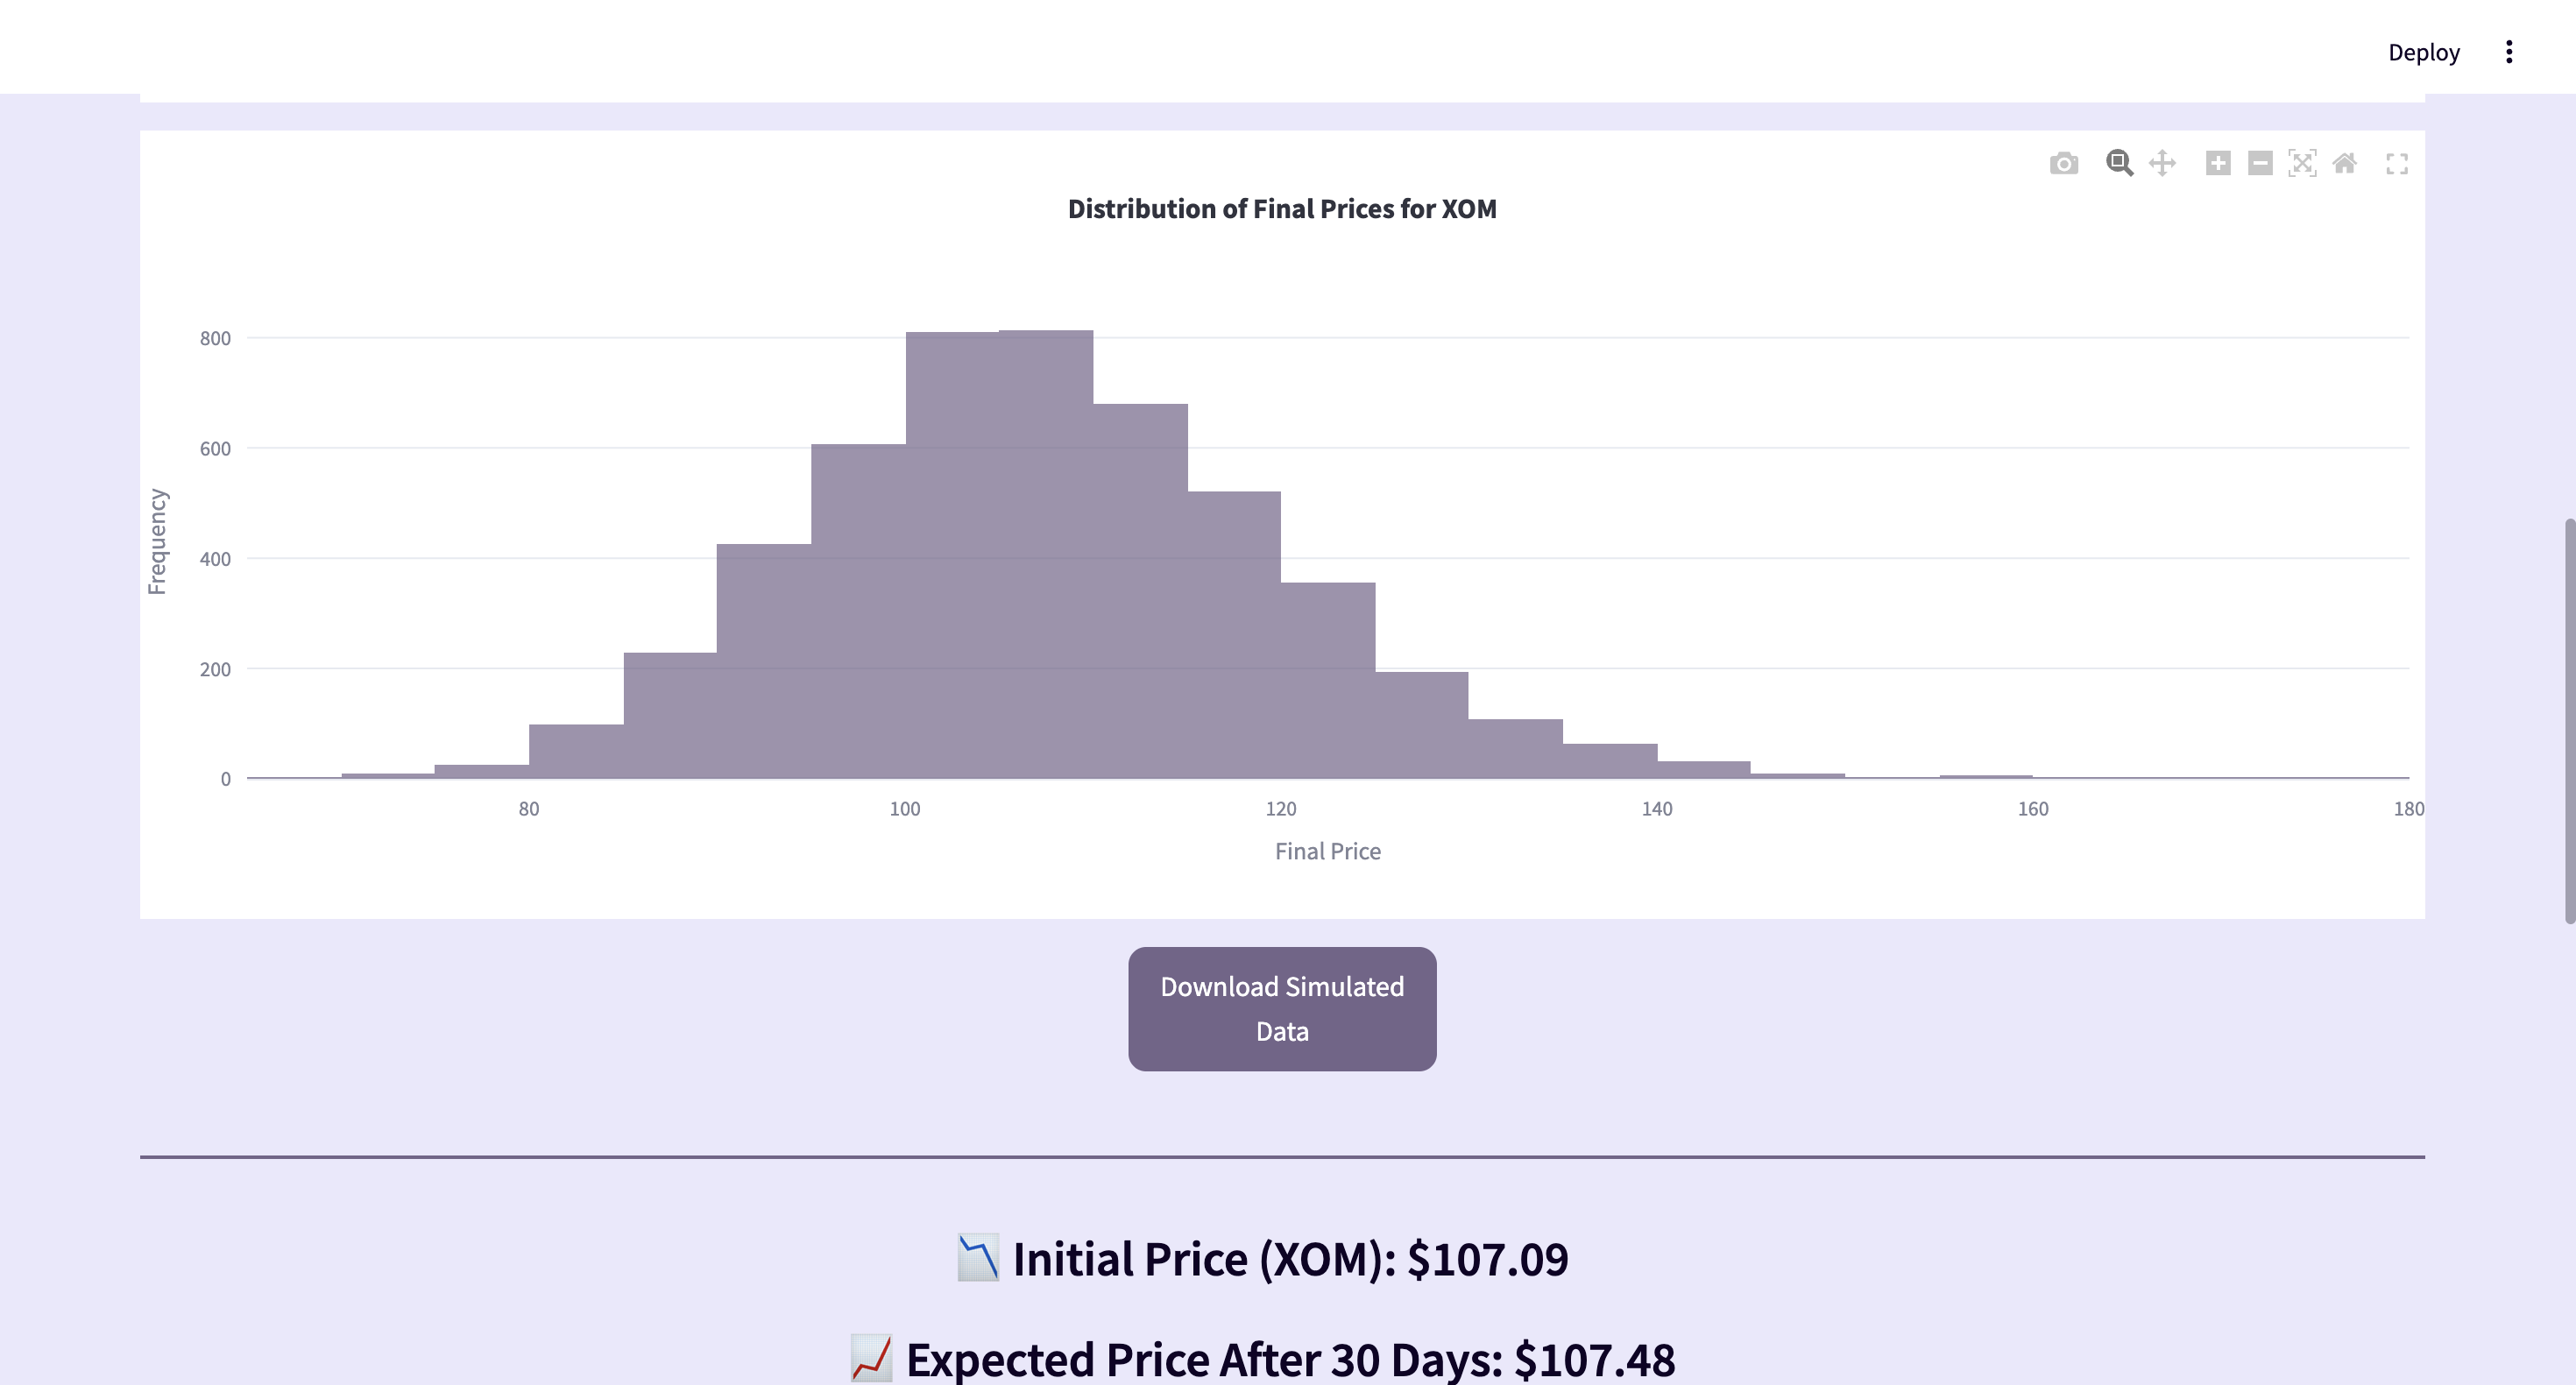 Deploy
Distribution of Final Prices for XOM
800
600
400
200
0
Frequency
80
100
120
140
160
180
Final Price
Download Simulated
Data
Initial Price (XOM): $107.09
Expected Price After 30 Days: $107.48